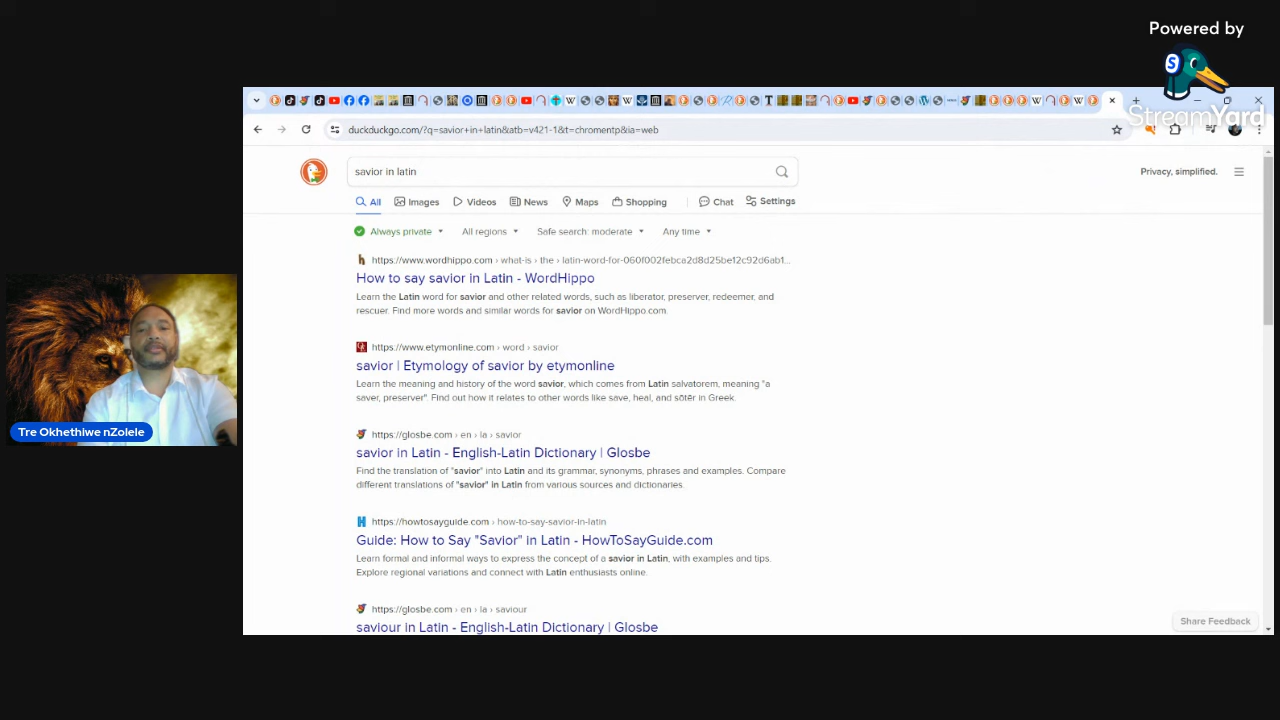 Powered by
StreamYard
duckduckgo.com/?q=savior+in+latin&atb=v421-1&t=chromentp&ia=web
savior in latin
Privacy, simplified.
All Images Videos News Maps Shopping Chat Settings
Always private All regions Safe search: moderate Any time
https://www.wordhippo.com › what-is › the › latin-word-for-060f002febca2d8d25be12c92d6ab1...
How to say savior in Latin - WordHippo
Learn the Latin word for savior and other related words, such as liberator, preserver, redeemer, and
rescuer. Find more words and similar words for savior on WordHippo.com.
https://www.etymonline.com › word › savior
savior | Etymology of savior by etymonline
Learn the meaning and history of the word savior, which comes from Latin salvatorem, meaning "a
saver, preserver". Find out how it relates to other words like save, heal, and sōtēr in Greek.
https://glosbe.com › en › la › savior
savior in Latin - English-Latin Dictionary | Glosbe
Find the translation of "savior" into Latin and its grammar, synonyms, phrases and examples. Compare
different translations of "savior" in Latin from various sources and dictionaries.
https://howtosayguide.com › how-to-say-savior-in-latin
Guide: How to Say "Savior" in Latin - HowToSayGuide.com
Learn formal and informal ways to express the concept of a savior in Latin, with examples and tips.
Explore regional variations and connect with Latin enthusiasts online.
https://glosbe.com › en › la › saviour
saviour in Latin - English-Latin Dictionary | Glosbe
Share Feedback
Tre Okhethiwe nZolele